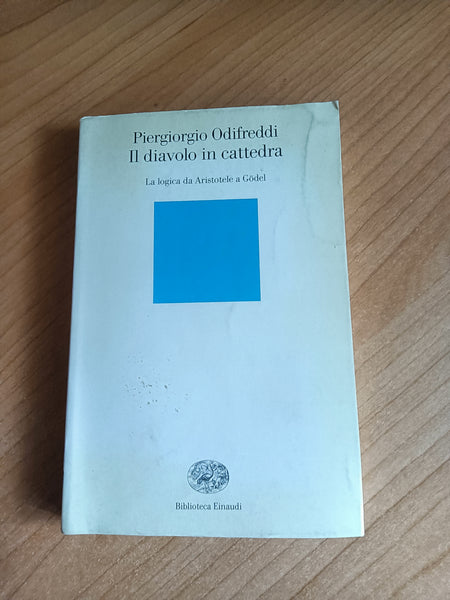 Piergiorgio Odifreddi
Il diavolo in cattedra
La logica da Aristotele a Gödel
Biblioteca Einaudi